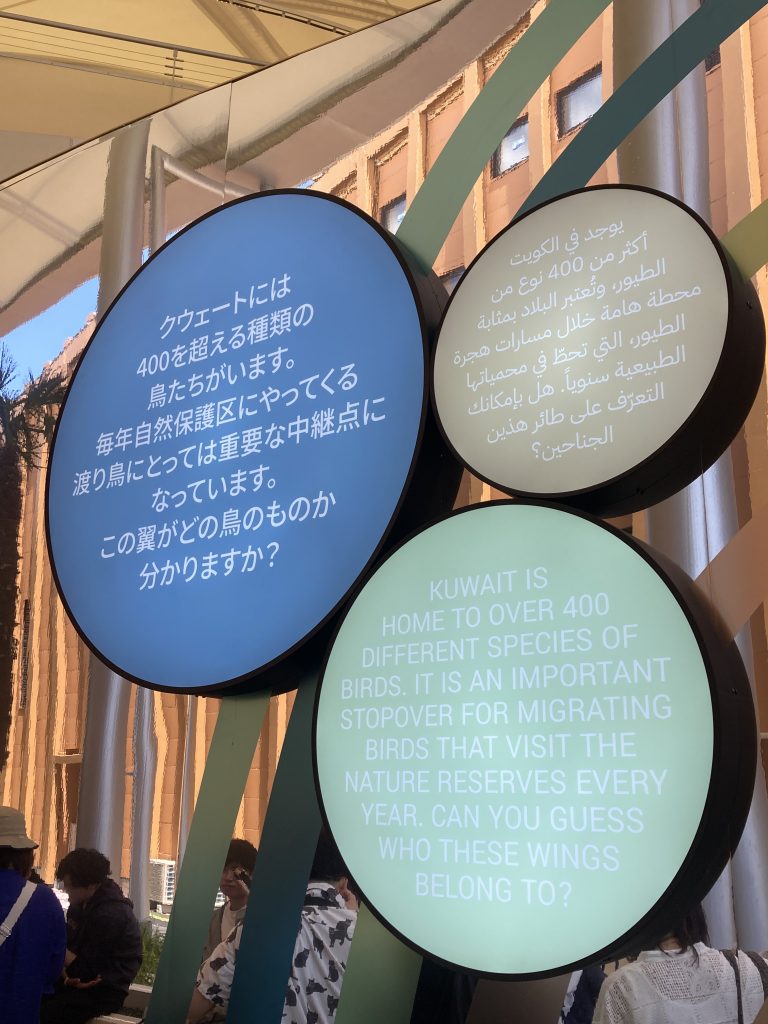 クウェートには
400を超える種類の
鳥たちがいます。
毎年自然保護区にやってくる
渡り鳥にとっては重要な中継点に
なっています。
この翼がどの鳥のものか
分かりますか？
يوجد في الكويت
أكثر من 400 نوع من
الطيور، وتُعتبر البلاد بمثابة
محطة هامة خلال مسارات هجرة
الطيور، التي تحطّ في محمياتها
الطبيعية سنوياً. هل بإمكانك
التعرّف على طائر هذين
الجناحين؟
KUWAIT IS
HOME TO OVER 400
DIFFERENT SPECIES OF
BIRDS. IT IS AN IMPORTANT
STOPOVER FOR MIGRATING
BIRDS THAT VISIT THE
NATURE RESERVES EVERY
YEAR. CAN YOU GUESS
WHO THESE WINGS
BELONG TO?